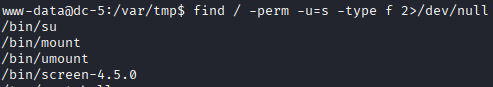 www-data@dc-5:/var/tmp$ find / -perm -u=s -type f 2>/dev/null
/bin/su
/bin/mount
/bin/umount
/bin/screen-4.5.0